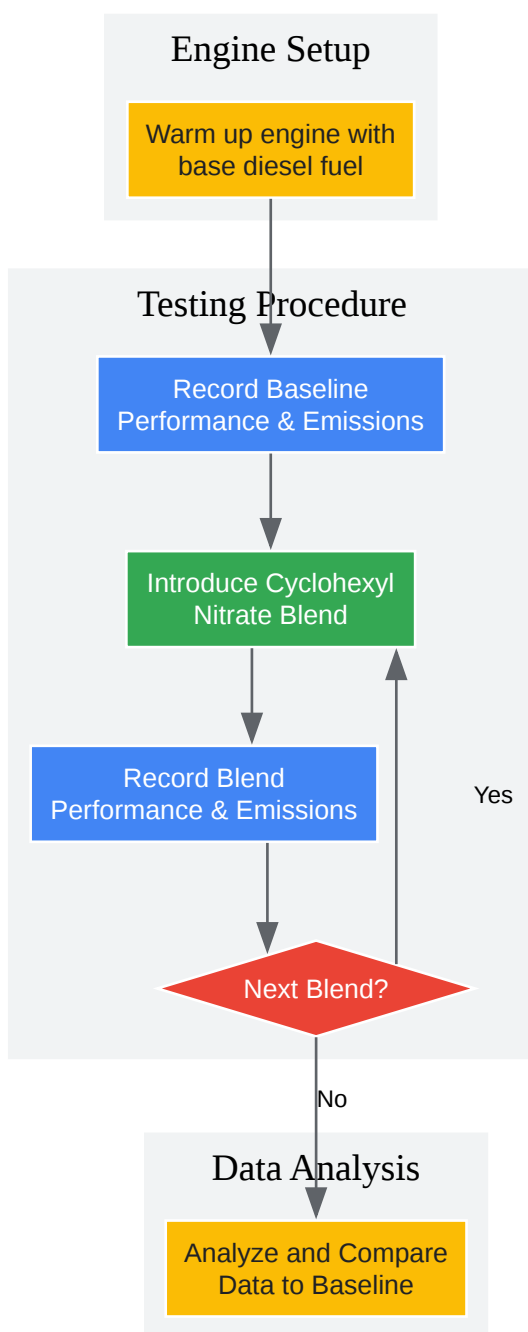 Engine Setup
Warm up engine with
base diesel fuel
Testing Procedure
Record Baseline
Performance & Emissions
Introduce Cyclohexyl
Nitrate Blend
Record Blend
Performance & Emissions
Yes
Next Blend?
No
Data Analysis
Analyze and Compare
Data to Baseline